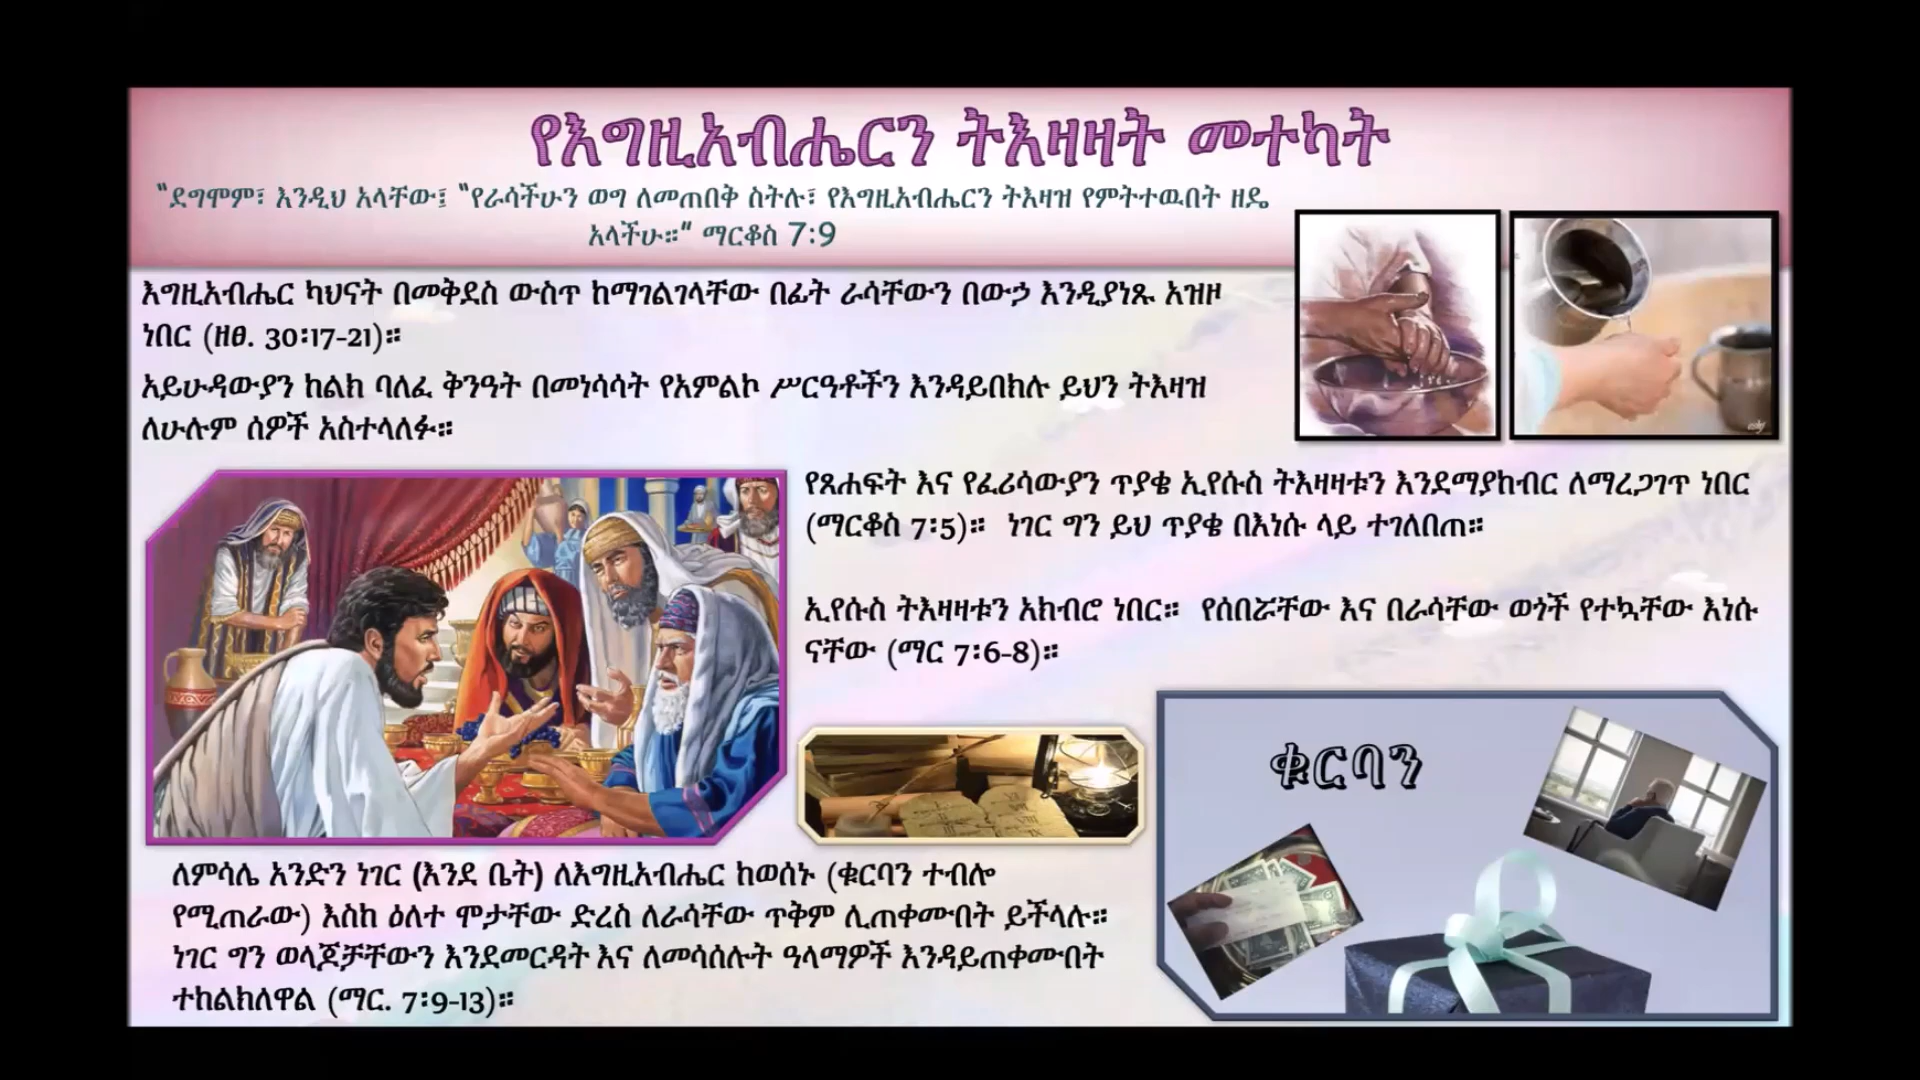 የእግዚአብሔርን ትእዛዛት መተካት
"ደግሞም፣ እንዲህ አላቸው፤ "የራሳችሁን ወግ ለመጠበቅ ስትሉ፣ የእግዚአብሔርን ትእዛዝ የምትተዉበት ዘዴ
አላችሁ።" ማርቆስ 7:9
እግዚአብሔር ካህናት በመቅደስ ውስጥ ከማገልገላቸው በፊት ራሳቸውን በውኃ እንዲያነጹ አዝዞ
ነበር (ዘፀ. 30፡17-21)።
አይሁዳውያን ከልክ ባለፈ ቅንዓት በመነሳሳት የአምልኮ ሥርዓቶችን እንዳይበክሉ ይህን ትእዛዝ
ለሁሉም ሰዎች አስተላለፉ።
የጸሐፍት እና የፈሪሳውያን ጥያቄ ኢየሱስ ትእዛዛቱን እንደማያከብር ለማረጋገጥ ነበር
(ማርቆስ 7፡5)። ነገር ግን ይህ ጥያቄ በእነሱ ላይ ተገለበጠ።
ኢየሱስ ትእዛዛቱን አክብሮ ነበር። የሰበሯቸው እና በራሳቸው ወጎች የተኳቸው እነሱ
ናቸው (ማር 7፡6-8)።
ቁርባን
ለምሳሌ አንድን ነገር (እንደ ቤት) ለእግዚአብሔር ከወሰኑ (ቁርባን ተብሎ
የሚጠራው) እስከ ዕለተ ሞታቸው ድረስ ለራሳቸው ጥቅም ሊጠቀሙበት ይችላሉ።
ነገር ግን ወላጆቻቸውን እንደመርዳት እና ለመሳሰሉት ዓላማዎች እንዳይጠቀሙበት
ተከልክለዋል (ማር. 7፡9-13)።